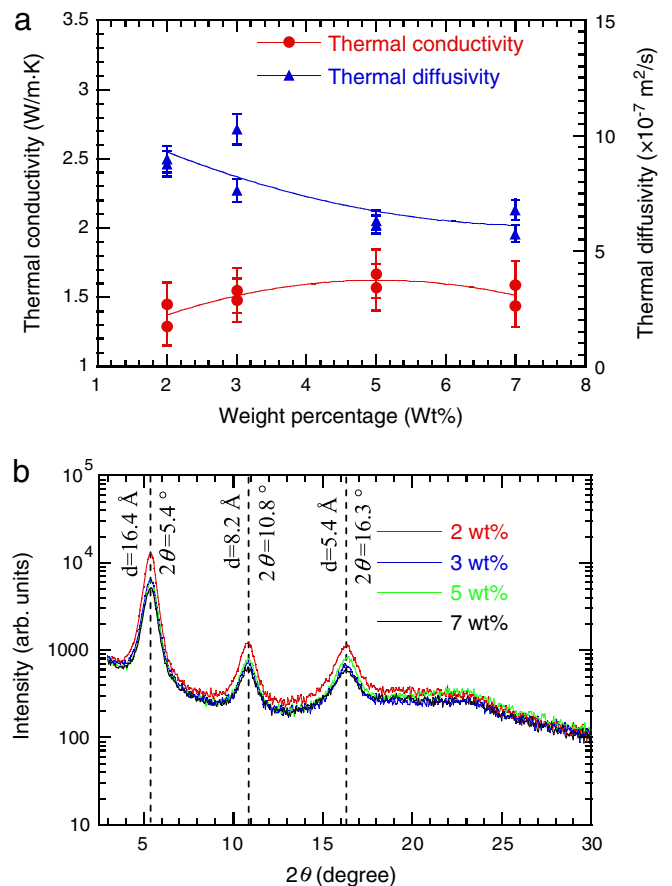 a
Thermal conductivity
Thermal diffusivity
Thermal conductivity (W/m·K)
3.5
3
2.5
2
1.5
1
15
10
5
0
Thermal diffusivity (×10⁻⁷ m²/s)
1 2 3 4 5 6 7 8
Weight percentage (Wt%)
b
Intensity (arb. units)
10⁵
10⁴
1000
100
10
d=16.4 Å
2θ=5.4°
d=8.2 Å
2θ=10.8°
d=5.4 Å
2θ=16.3°
2 wt%
3 wt%
5 wt%
7 wt%
5 10 15 20 25 30
2θ (degree)